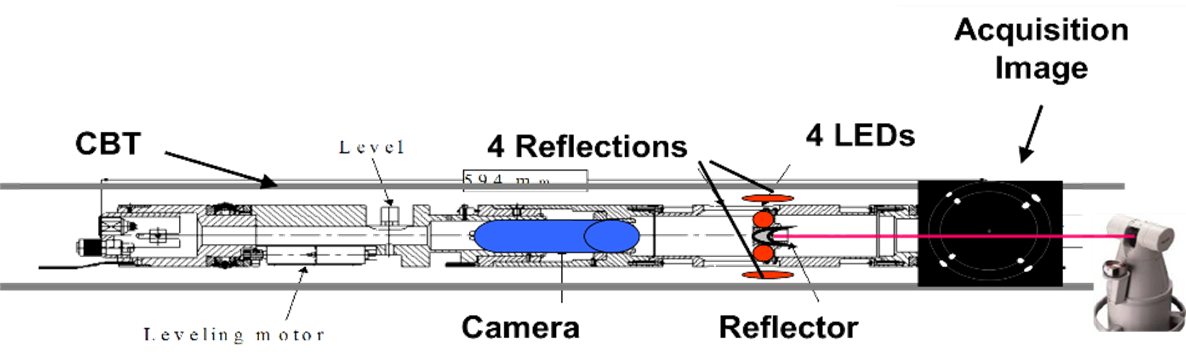 Acquisition
Image
CBT
Level
4 Reflections
4 LEDs
594 mm
Leveling motor
Camera
Reflector